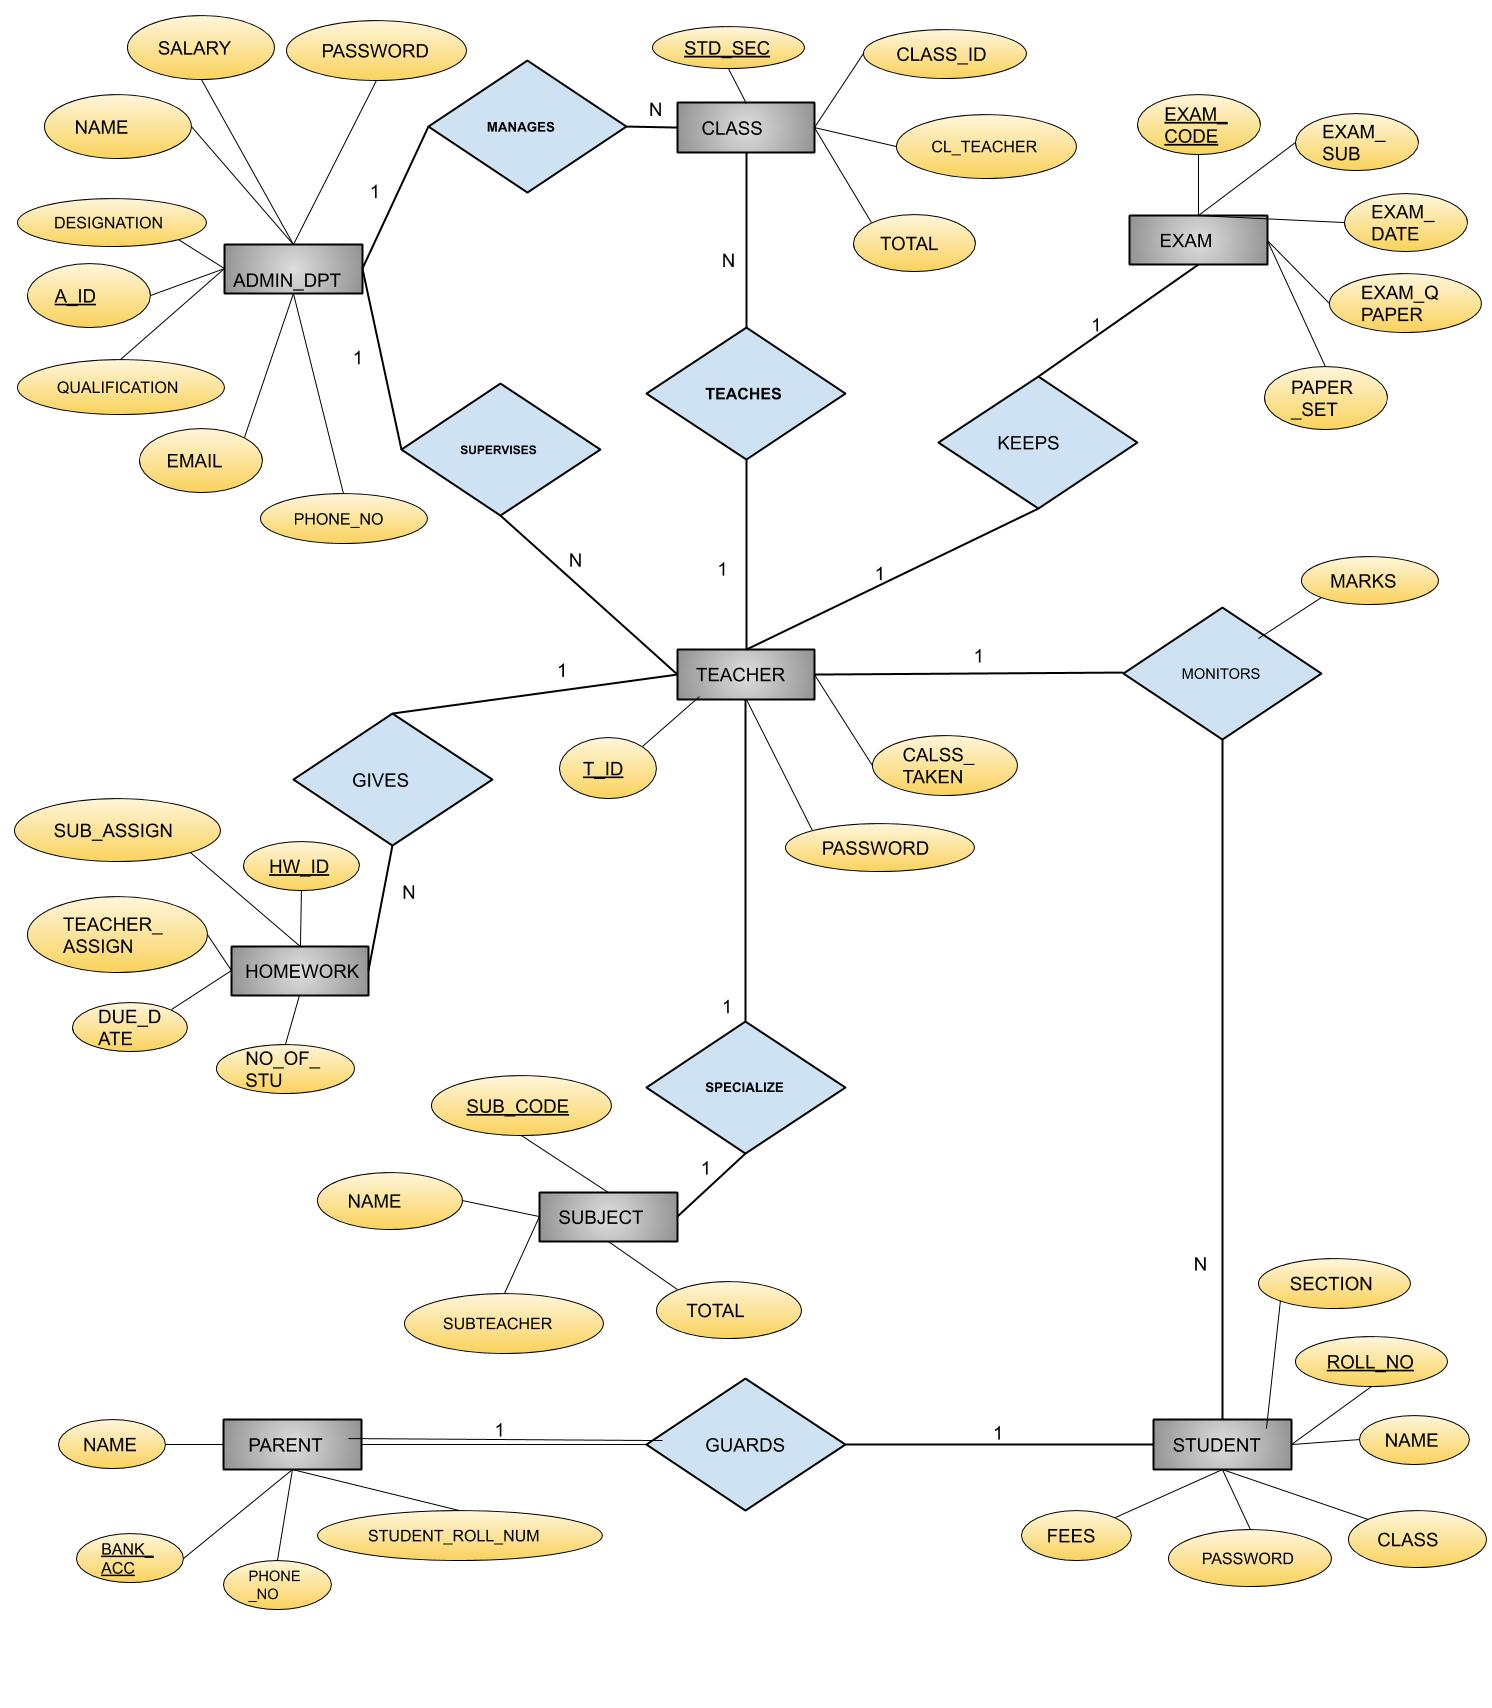 SALARY
PASSWORD
STD_SEC
CLASS_ID
NAME
MANAGES
N
CLASS
CL_TEACHER
EXAM_
CODE
EXAM_
SUB
1
DESIGNATION
TOTAL
EXAM_
DATE
EXAM
ADMIN_DPT
A_ID
N
EXAM_Q
PAPER
1
1
QUALIFICATION
TEACHES
PAPER
_SET
SUPERVISES
KEEPS
EMAIL
PHONE_NO
N
1
1
MARKS
1
1
TEACHER
MONITORS
T_ID
CALSS_
TAKEN
GIVES
SUB_ASSIGN
PASSWORD
HW_ID
N
TEACHER_
ASSIGN
HOMEWORK
DUE_D
ATE
1
NO_OF_
STU
SPECIALIZE
SUB_CODE
1
NAME
SUBJECT
N
SECTION
SUBTEACHER
TOTAL
ROLL_NO
NAME
PARENT
1
GUARDS
1
STUDENT
NAME
BANK_
ACC
PHONE
_NO
STUDENT_ROLL_NUM
FEES
PASSWORD
CLASS